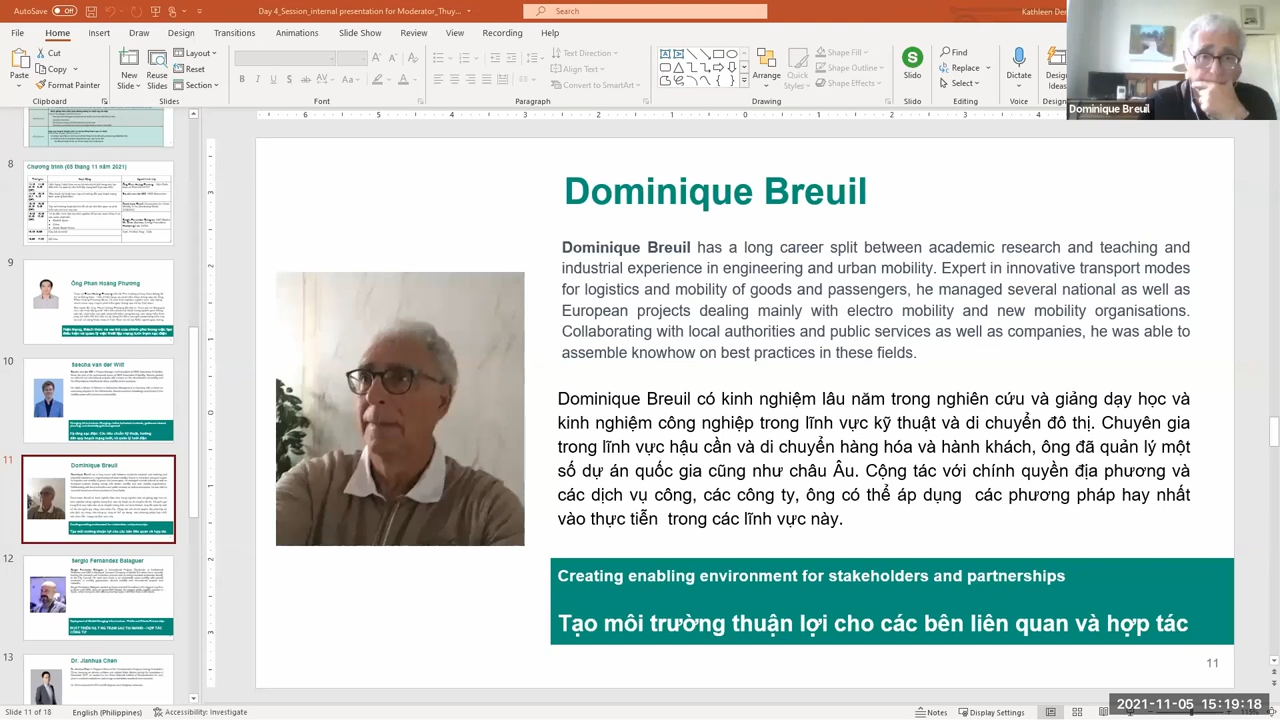 AutoSave
Off
Day 4_Session_internal presentation for Moderator_Thuy...
Search
Kathleen Dem
File
Home
Insert
Draw
Design
Transitions
Animations
Slide Show
Review
View
Recording
Help
Paste
Cut
Copy
Format Painter
Clipboard
New
Slide
Reuse
Slides
Layout
Reset
Section
Slides
Font
Text Direction
Align Text
Convert to SmartArt
Paragraph
Arrange
Quick
Styles
Shape Fill
Shape Outline
Shape Effects
Drawing
Slido
Slido
Find
Replace
Select
Editing
Dictate
Voice
Design
Ideas
Dominique Breuil
8
Chương trình (05 tháng 11 năm 2021)
9
Ông Phan Hoàng Phương
10
Sascha van der Wilt
11
Dominique Breuil
12
Sergio Fernández Balaguer
13
Dr. Jianhua Chen
Dominique Breuil
Dominique Breuil has a long career split between academic research and teaching and
industrial experience in engineering and urban mobility. Expert in innovative transport modes
for logistics and mobility of goods and passengers, he managed several national as well as
European projects dealing mainly with electro mobility and new mobility organisations.
Collaborating with local authorities and public services as well as companies, he was able to
assemble knowhow on best practices in these fields.
Dominique Breuil có kinh nghiệm lâu năm trong nghiên cứu và giảng dạy học và
kinh nghiệm công nghiệp trong lĩnh vực kỹ thuật và di chuyển đô thị. Chuyên gia
trong lĩnh vực hậu cần và di chuyển hàng hóa và hành khách, ông đã quản lý một
số dự án quốc gia cũng như châu Âu. Cộng tác với chính quyền địa phương và
các dịch vụ công, các công ty, ông có thể áp dụng các phương pháp hay nhất
vào thực tiễn trong các lĩnh vực này.
Creating enabling environment for stakeholders and partnerships
Tạo môi trường thuận lợi cho các bên liên quan và hợp tác
11
2021-11-05 15:19:18
Slide 11 of 18
English (Philippines)
Accessibility: Investigate
Notes
Display Settings